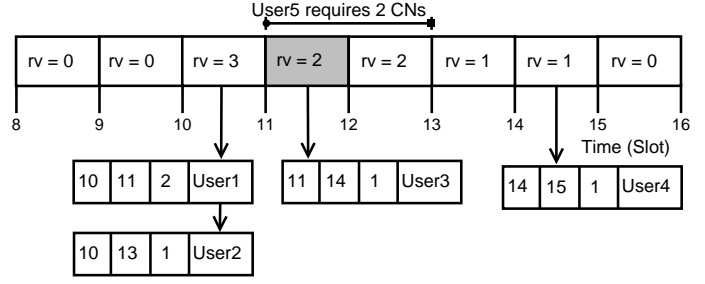 User5 requires 2 CNs
rv = 0 rv = 0 rv = 3 rv = 2 rv = 2 rv = 1 rv = 1 rv = 0
8 9 10 11 12 13 14 15 16
Time (Slot)
10 11 2 User1 11 14 1 User3 14 15 1 User4
10 13 1 User2